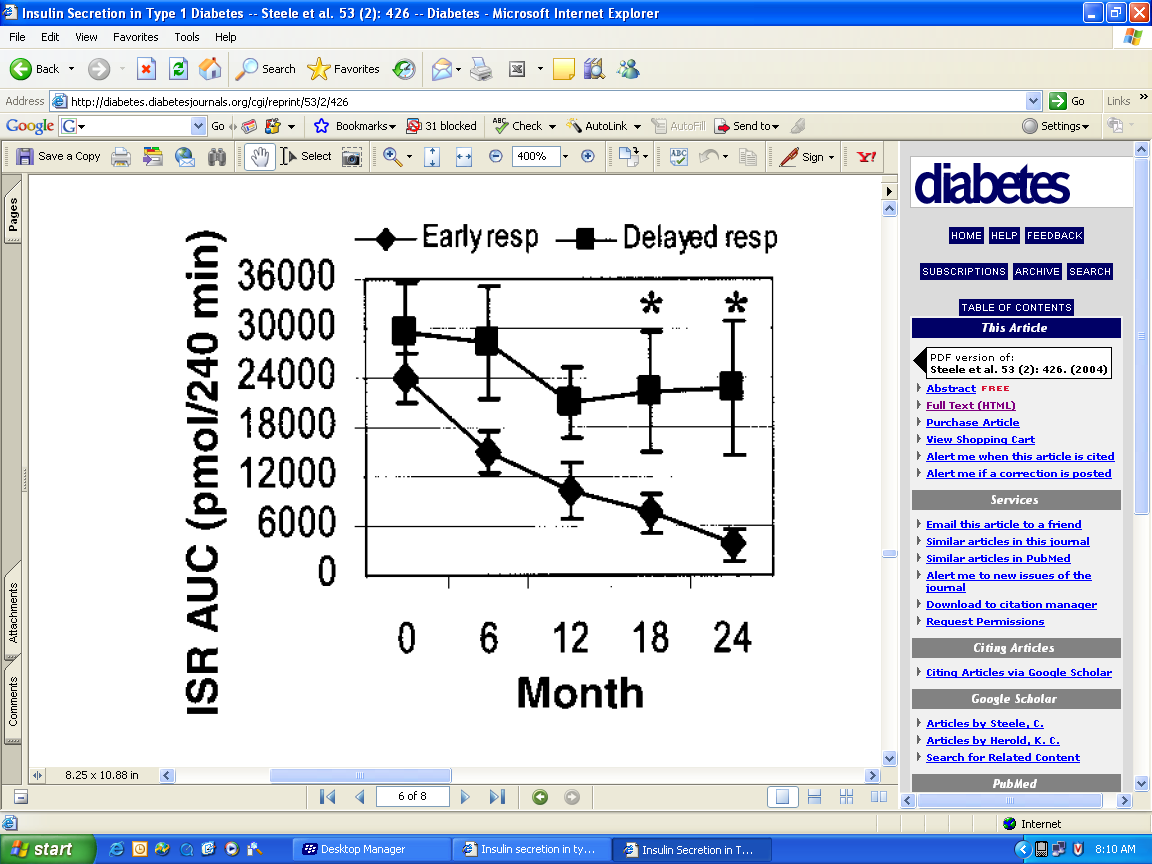 Insulin Secretion in Type 1 Diabetes -- Steele et al. 53 (2): 426 -- Diabetes - Microsoft Internet Explorer
File Edit View Favorites Tools Help
Back Search Favorites
Address http://diabetes.diabetesjournals.org/cgi/reprint/53/2/426 Go Links »
Google G Go Bookmarks 31 blocked Check AutoLink AutoFill Send to Settings
Save a Copy Select 400% Sign Y!
Pages
Attachments
Comments
Early resp Delayed resp
ISR AUC (pmol/240 min)
36000
30000
24000
18000
12000
6000
0
* *
0 6 12 18 24
Month
8.25 x 10.88 in
6 of 8
diabetes
HOME HELP FEEDBACK
SUBSCRIPTIONS ARCHIVE SEARCH
TABLE OF CONTENTS
This Article
PDF version of:
Steele et al. 53 (2): 426. (2004)
Abstract FREE
Full Text (HTML)
Purchase Article
View Shopping Cart
Alert me when this article is cited
Alert me if a correction is posted
Services
Email this article to a friend
Similar articles in this journal
Similar articles in PubMed
Alert me to new issues of the
journal
Download to citation manager
Request Permissions
Citing Articles
Citing Articles via Google Scholar
Google Scholar
Articles by Steele, C.
Articles by Herold, K. C.
Search for Related Content
PubMed
Internet
start Desktop Manager Insulin secretion in ty... Insulin Secretion in T... 8:10 AM